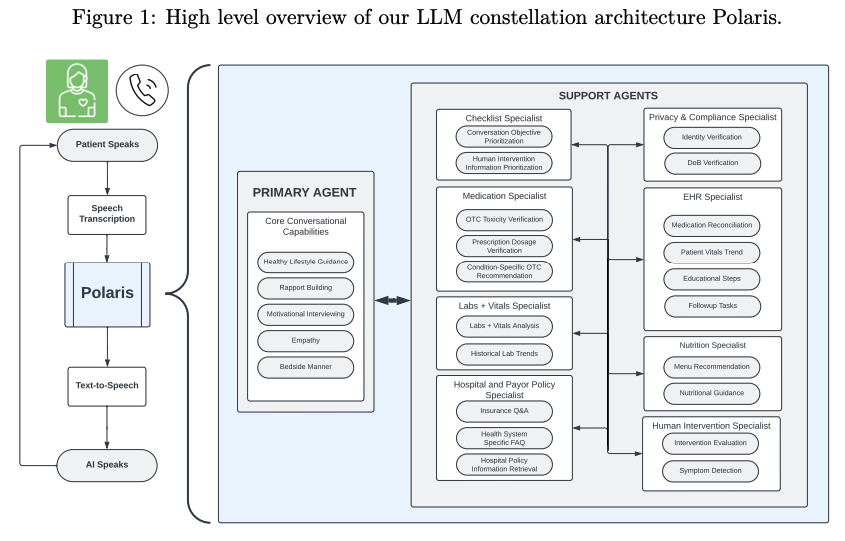 Figure 1: High level overview of our LLM constellation architecture Polaris.
Patient Speaks
Speech
Transcription
Polaris
Text-to-Speech
AI Speaks
PRIMARY AGENT
Core Conversational
Capabilities
Healthy Lifestyle Guidance
Rapport Building
Motivational Interviewing
Empathy
Bedside Manner
SUPPORT AGENTS
Checklist Specialist
Conversation Objective
Prioritization
Human Intervention
Information Prioritization
Medication Specialist
OTC Toxicity Verification
Prescription Dosage
Verification
Condition-Specific OTC
Recommendation
Labs + Vitals Specialist
Labs + Vitals Analysis
Historical Lab Trends
Hospital and Payor Policy
Specialist
Insurance Q&A
Health System
Specific FAQ
Hospital Policy
Information Retrieval
Privacy & Compliance Specialist
Identity Verification
DoB Verification
EHR Specialist
Medication Reconciliation
Patient Vitals Trend
Educational Steps
Followup Tasks
Nutrition Specialist
Menu Recommendation
Nutritional Guidance
Human Intervention Specialist
Intervention Evaluation
Symptom Detection